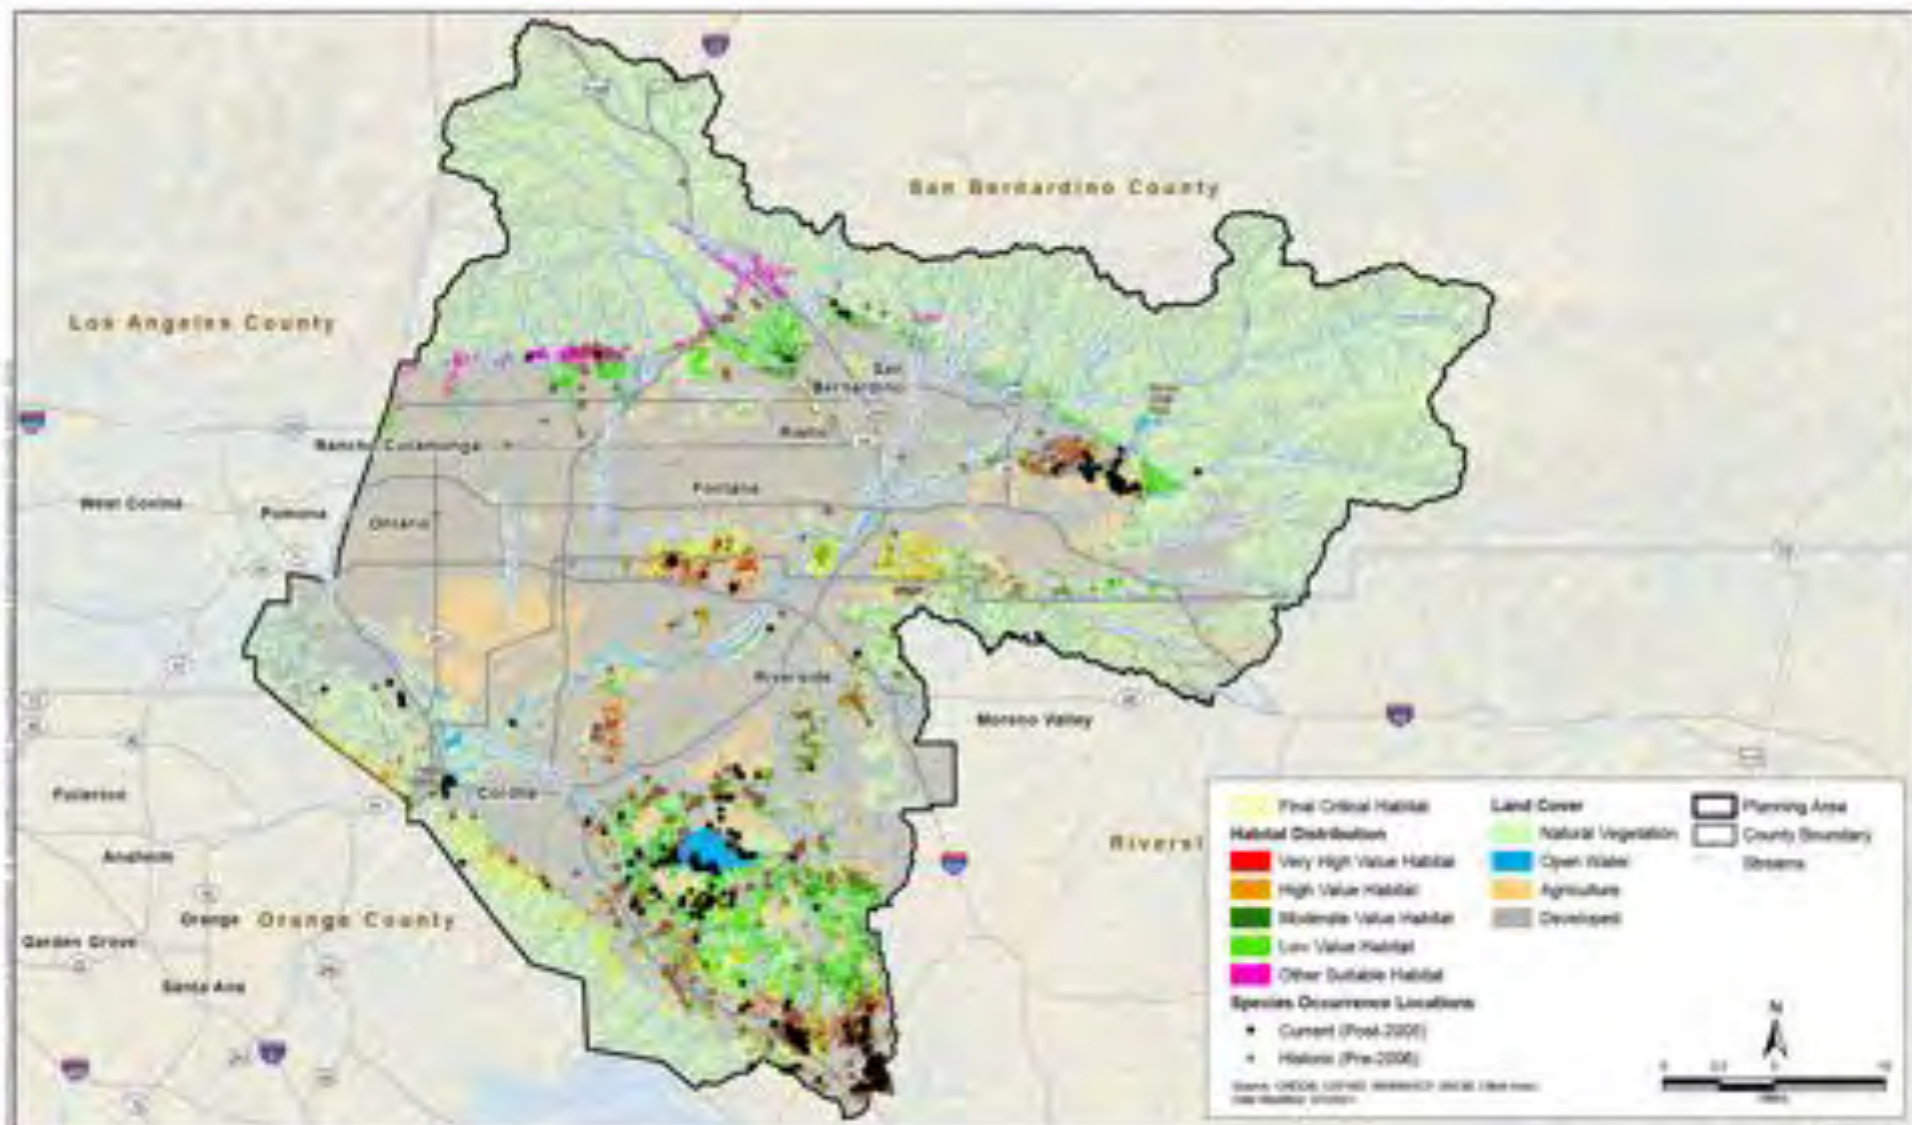 San Bernardino County
Los Angeles County
San
Bernardino
Rancho Cucamonga
Rialto
West Covina
Pomona
Fontana
Ontario
Riverside
Moreno Valley
Fullerton
Corona
Anaheim
Orange
Orange County
Garden Grove
Santa Ana
Riversi
Final Critical Habitat
Habitat Distribution
Very High Value Habitat
High Value Habitat
Moderate Value Habitat
Low Value Habitat
Other Suitable Habitat
Species Occurrence Locations
Current (Post-2005)
Historic (Pre-2006)
Land Cover
Natural Vegetation
Open Water
Agriculture
Developed
Planning Area
County Boundary
Streams
N